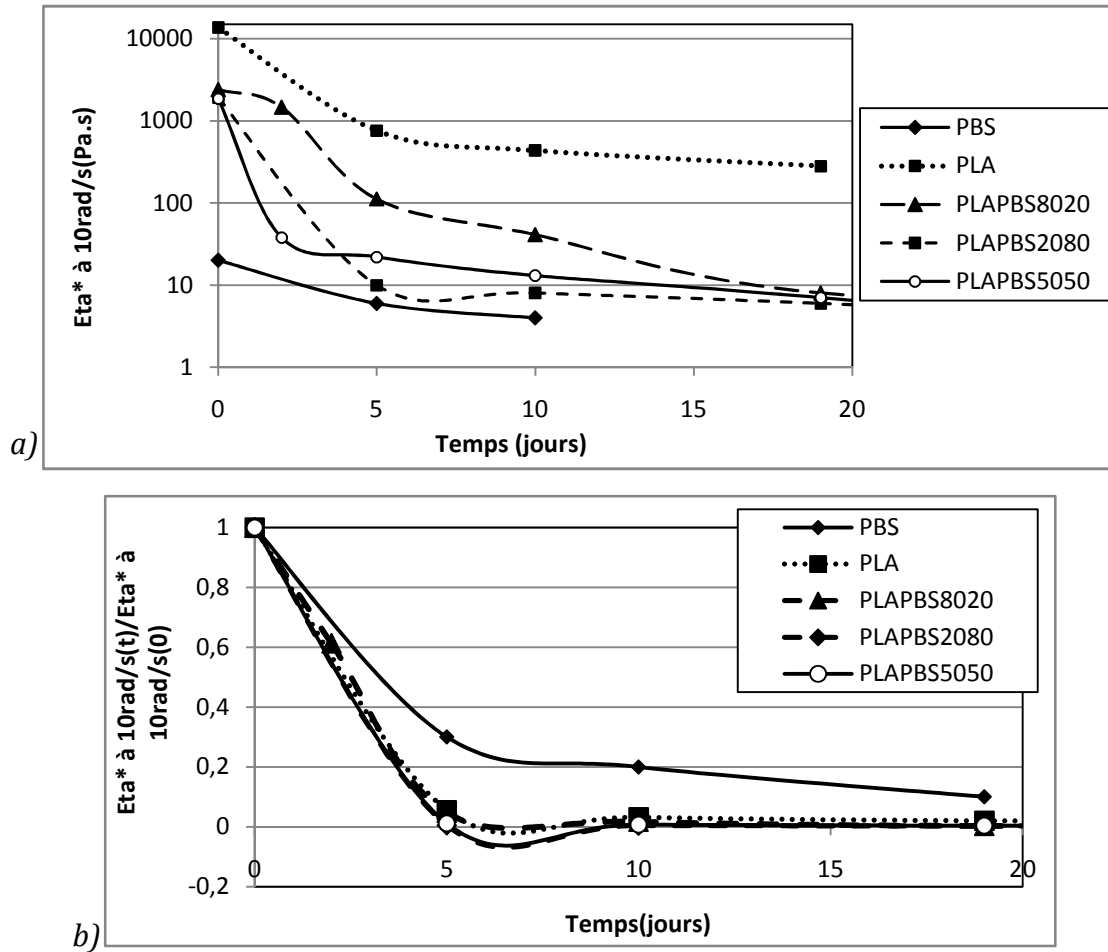 10000
1000
100
10
1
Eta* à 10rad/s(Pa.s)
0 5 10 15 20
Temps (jours)
PBS
PLA
PLAPBS8020
PLAPBS2080
PLAPBS5050
a)
1
0,8
0,6
0,4
0,2
0
-0,2
Eta* à 10rad/s(t)/Eta* à
10rad/s(0)
0 5 10 15 20
Temps(jours)
PBS
PLA
PLAPBS8020
PLAPBS2080
PLAPBS5050
b)